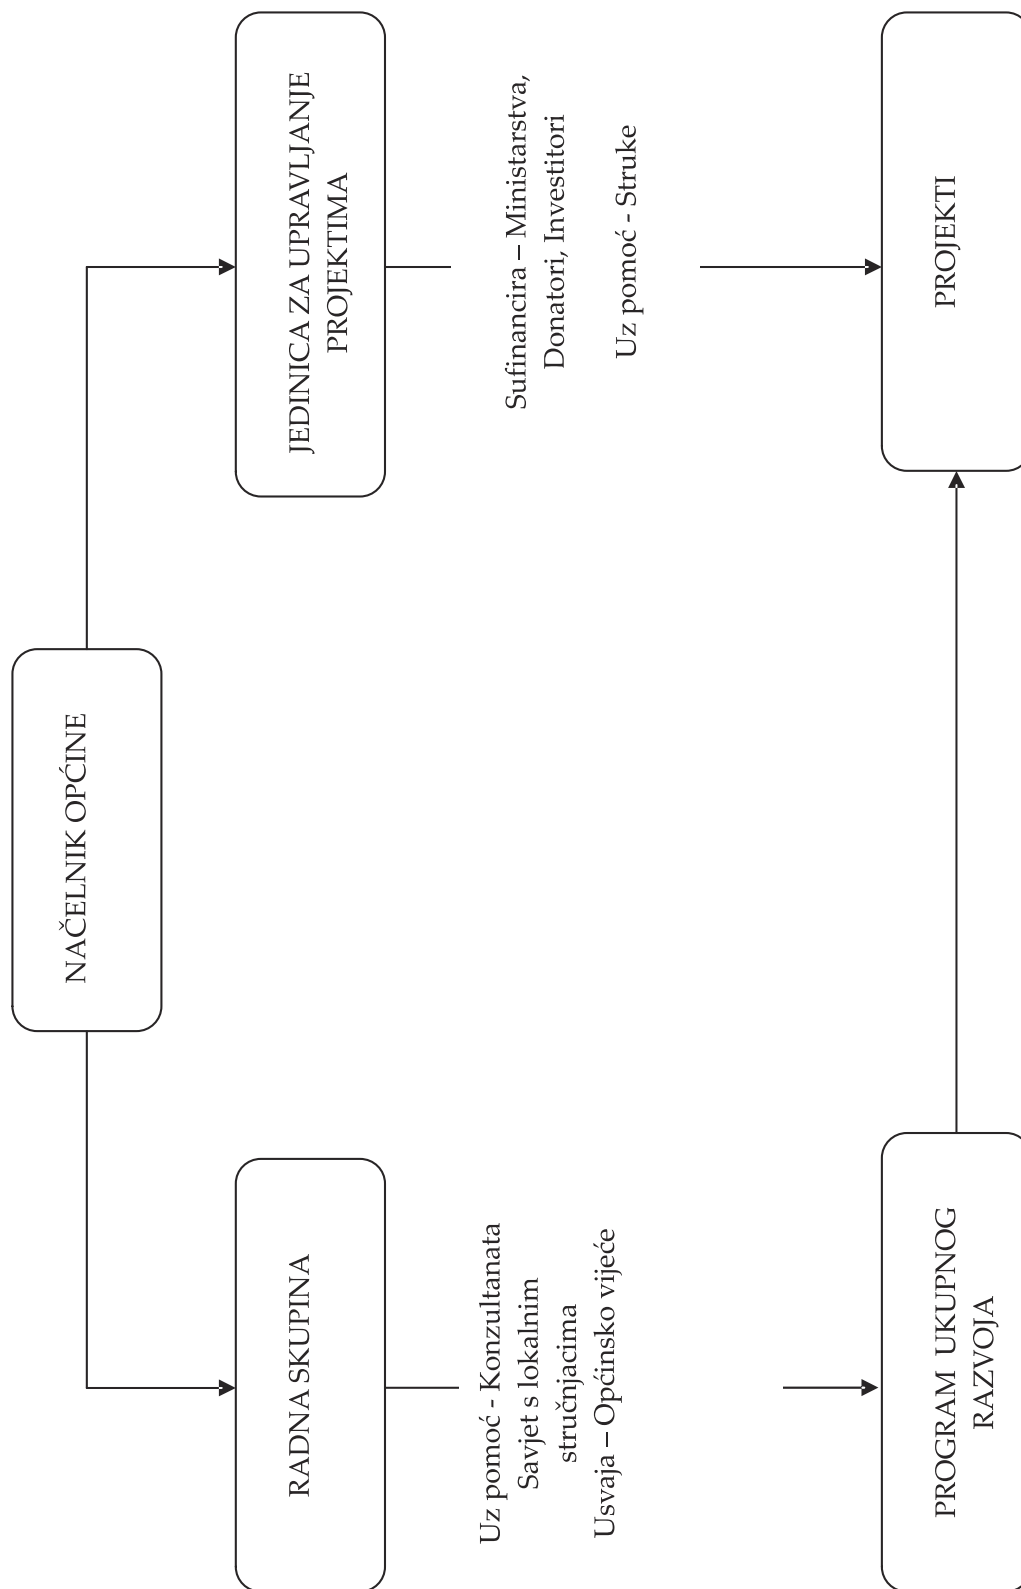 NAČELNIK OPĆINE
RADNA SKUPINA
JEDINICA ZA UPRAVLJANJE
PROJEKTIMA
Uz pomoć - Konzultanata
Savjet s lokalnim
stručnjacima
Usvaja – Općinsko vijeće
Sufinancira – Ministarstva,
Donatori, Investitori
Uz pomoć - Struke
PROGRAM UKUPNOG
RAZVOJA
PROJEKTI